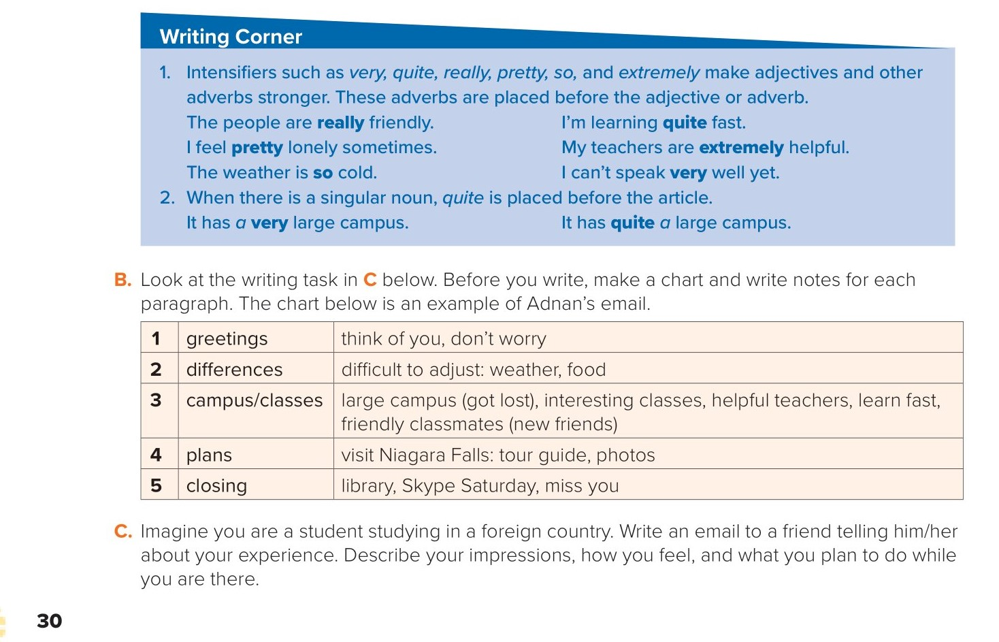 Writing Corner
1. Intensifiers such as very, quite, really, pretty, so, and extremely make adjectives and other
adverbs stronger. These adverbs are placed before the adjective or adverb.
The people are really friendly. I'm learning quite fast.
I feel pretty lonely sometimes. My teachers are extremely helpful.
The weather is so cold. I can't speak very well yet.
2. When there is a singular noun, quite is placed before the article.
It has a very large campus. It has quite a large campus.
B. Look at the writing task in C below. Before you write, make a chart and write notes for each
paragraph. The chart below is an example of Adnan's email.
1 greetings think of you, don't worry
2 differences difficult to adjust: weather, food
3 campus/classes large campus (got lost), interesting classes, helpful teachers, learn fast,
friendly classmates (new friends)
4 plans visit Niagara Falls: tour guide, photos
5 closing library, Skype Saturday, miss you
C. Imagine you are a student studying in a foreign country. Write an email to a friend telling him/her
about your experience. Describe your impressions, how you feel, and what you plan to do while
you are there.
30